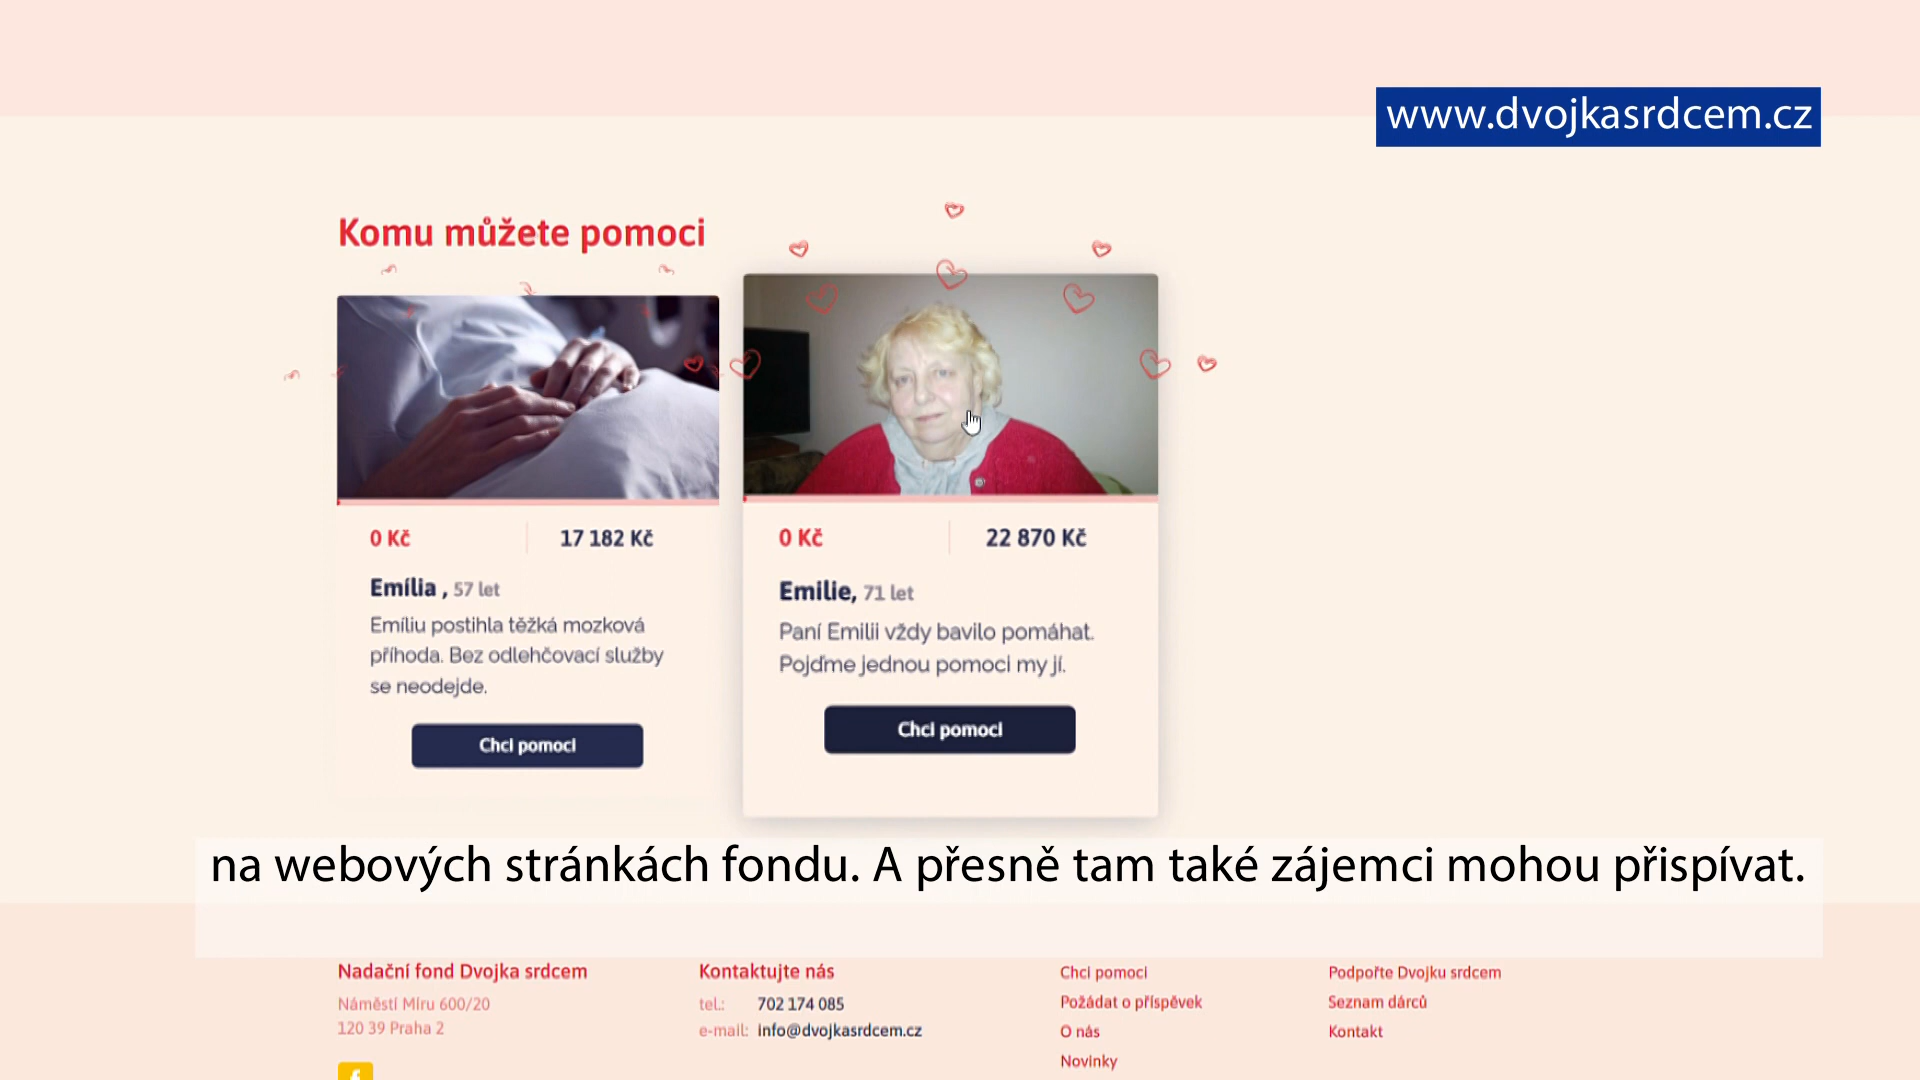 www.dvojkasrdcem.cz
Komu můžete pomoci
0 Kč
17 182 Kč
Emília , 57 let
Emíliu postihla těžká mozková
příhoda. Bez odlehčovací služby
se neodejde.
Chci pomoci
0 Kč
22 870 Kč
Emilie, 71 let
Paní Emilii vždy bavilo pomáhat.
Pojďme jednou pomoci my jí.
Chci pomoci
na webových stránkách fondu. A přesně tam také zájemci mohou přispívat.
Nadační fond Dvojka srdcem
Náměstí Míru 600/20
120 39 Praha 2
Kontaktujte nás
tel.: 702 174 085
e-mail: info@dvojkasrdcem.cz
Chci pomoci
Požádat o příspěvek
O nás
Novinky
Podpořte Dvojku srdcem
Seznam dárců
Kontakt